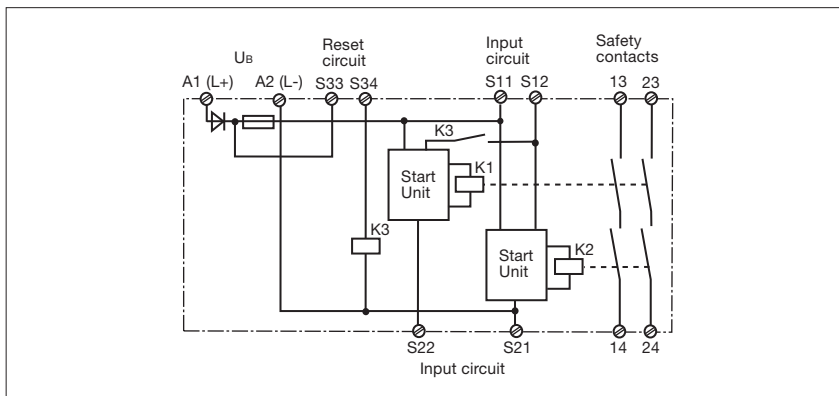 UB
Reset circuit
Input circuit
Safety contacts
A1 (L+)
A2 (L-)
S33
S34
S11
S12
13
23
K3
Start Unit
K1
K3
Start Unit
K2
S22
S21
14
24
Input circuit